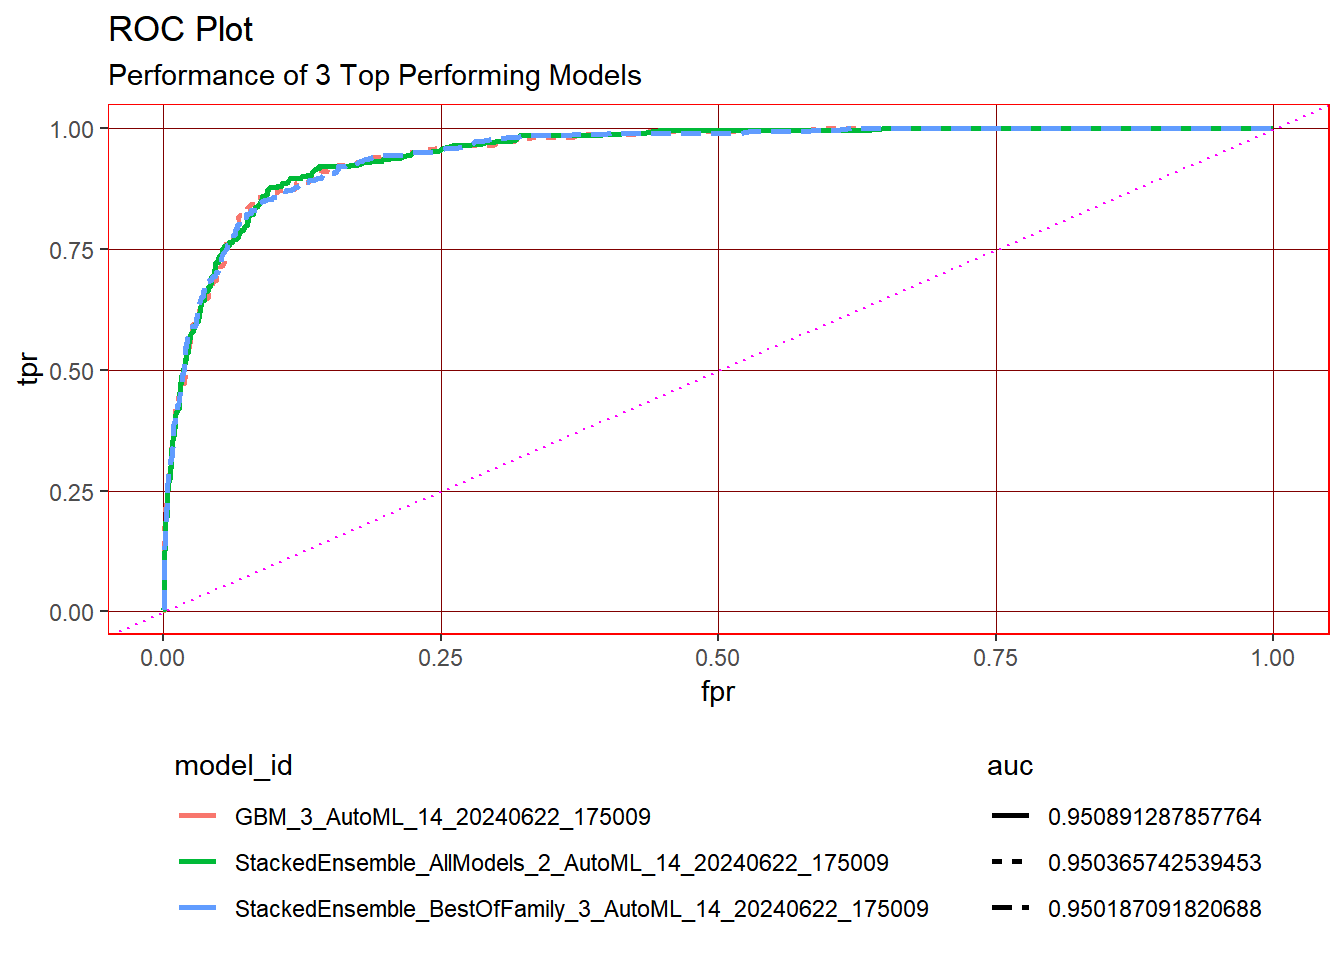 ROC Plot
Performance of 3 Top Performing Models
1.00
0.75
0.50
0.25
0.00
tpr
0.00 0.25 0.50 0.75 1.00
fpr
model_id
GBM_3_AutoML_14_20240622_175009
StackedEnsemble_AllModels_2_AutoML_14_20240622_175009
StackedEnsemble_BestOfFamily_3_AutoML_14_20240622_175009
auc
0.950891287857764
0.950365742539453
0.950187091820688